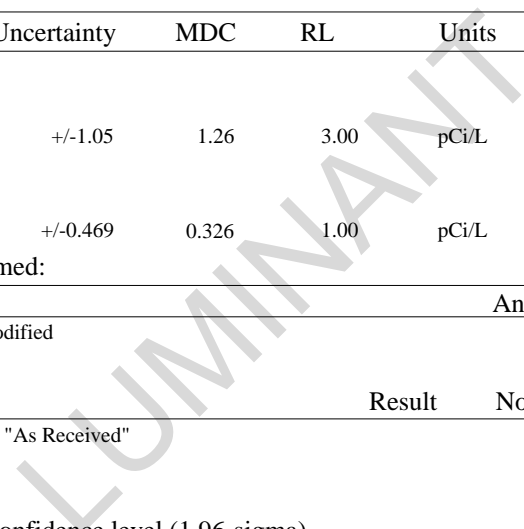 Uncertainty MDC RL Units
+/-1.05 1.26 3.00 pCi/L
+/-0.469 0.326 1.00 pCi/L
med:
An
odified
Result No
"As Received"
onfidence level (1.96-sigma)
LUMINANT